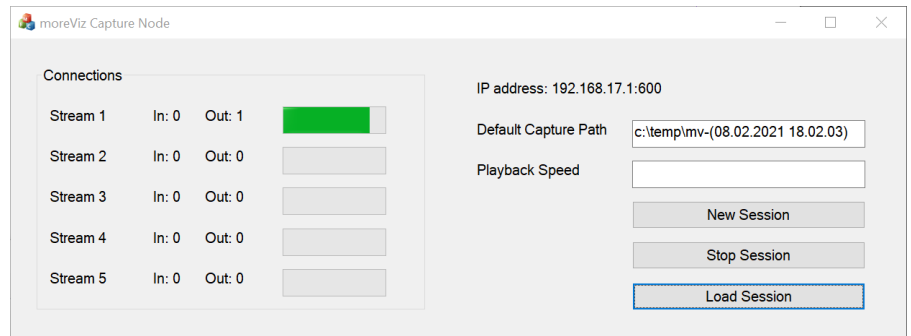 moreViz Capture Node
Connections
Stream 1 In: 0 Out: 1
Stream 2 In: 0 Out: 0
Stream 3 In: 0 Out: 0
Stream 4 In: 0 Out: 0
Stream 5 In: 0 Out: 0
IP address: 192.168.17.1:600
Default Capture Path c:\temp\mv-(08.02.2021 18.02.03)
Playback Speed
New Session
Stop Session
Load Session